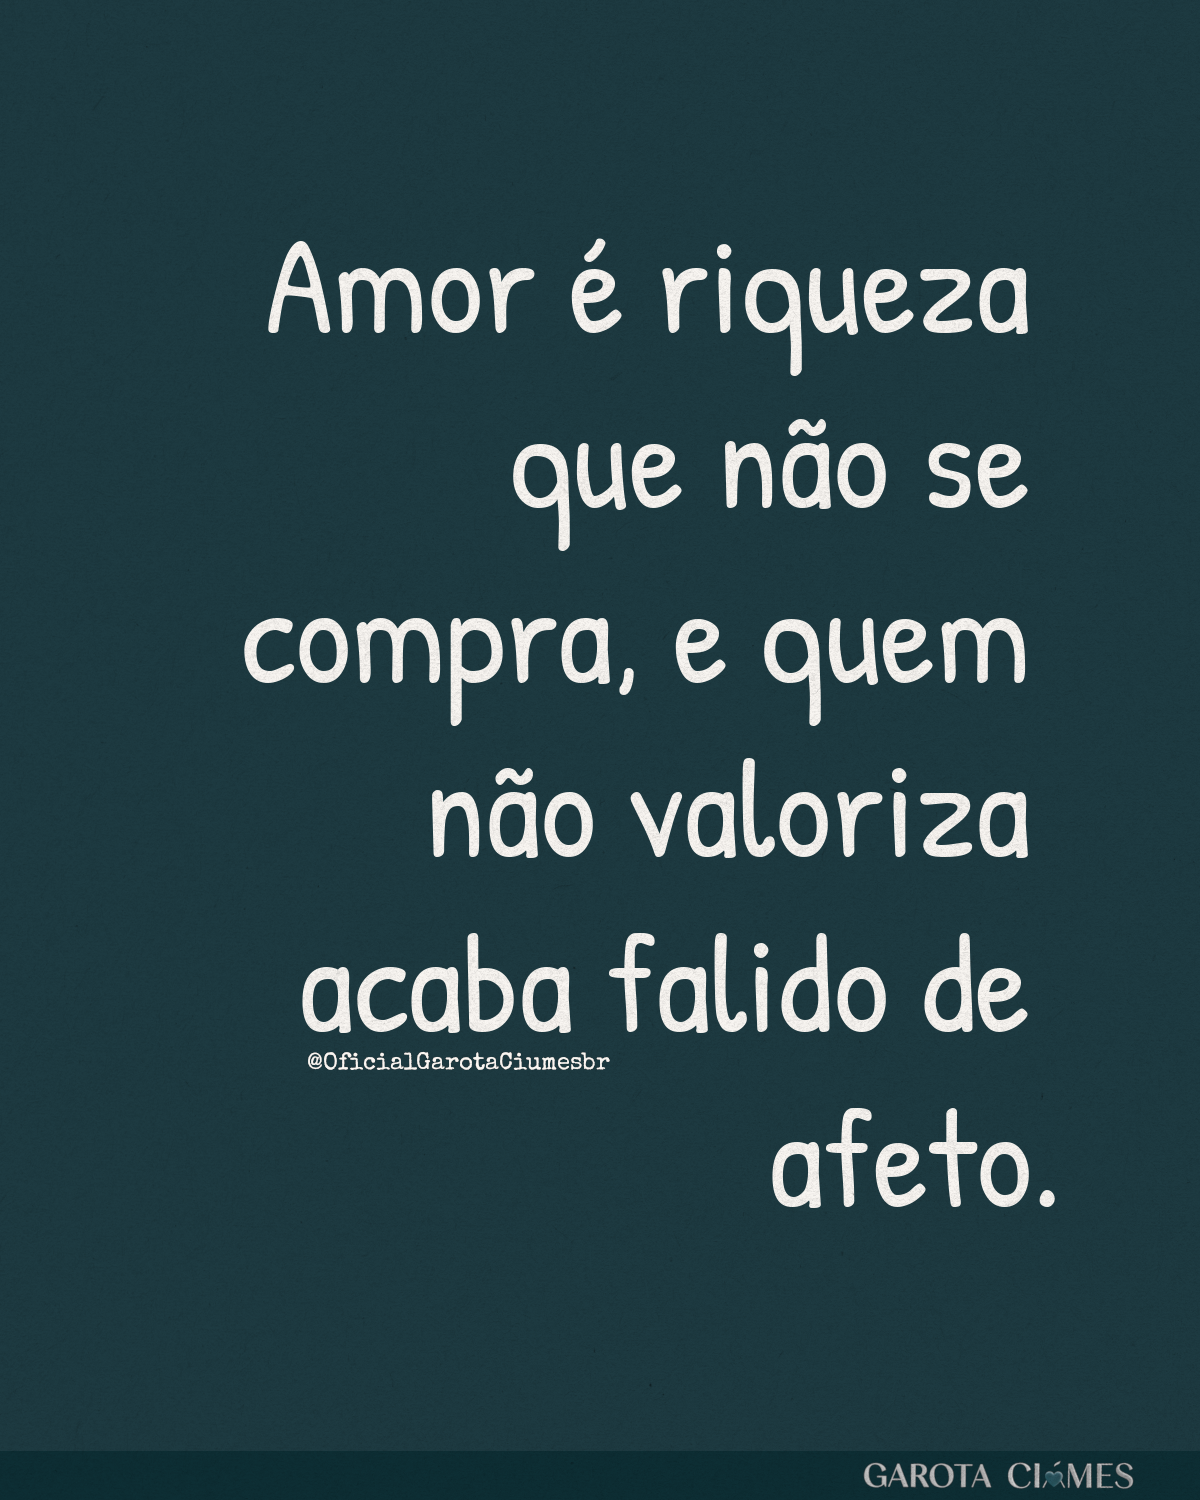 Amor é riqueza
que não se
compra, e quem
não valoriza
acaba falido de
@OficialGarotaCiumesbr
afeto.
GAROTA CIÚMES